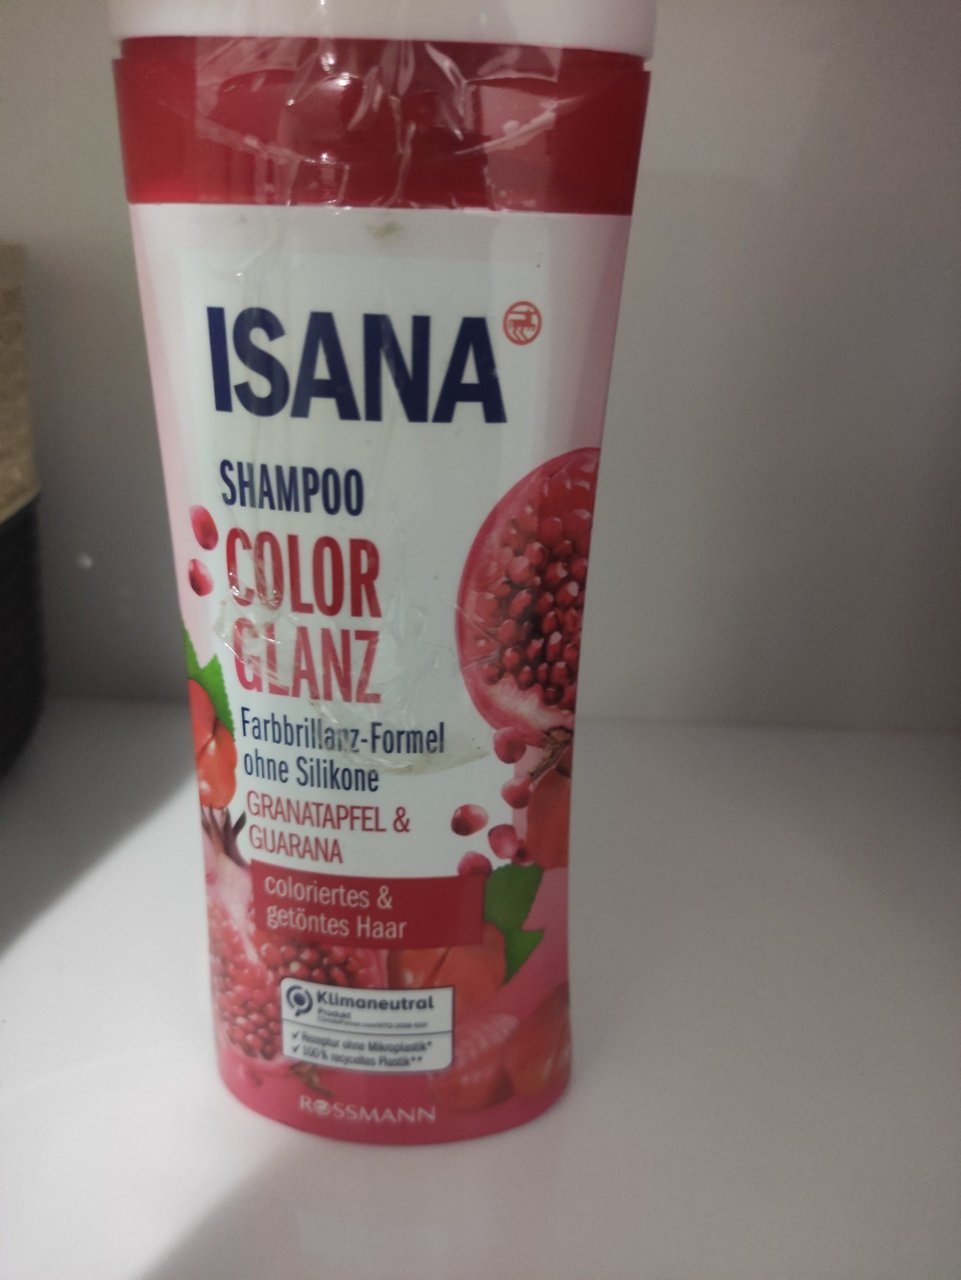 ISANA
SHAMPOO
COLOR
GLANZ
Farbbrillanz-Formel
ohne Silikone
GRANATAPFEL &
GUARANA
coloriertes &
getöntes Haar
Klimaneutral
Produkt
✓ Rezeptur ohne Mikroplastik*
✓ 100% recyceltes Plastik**
ROSSMANN